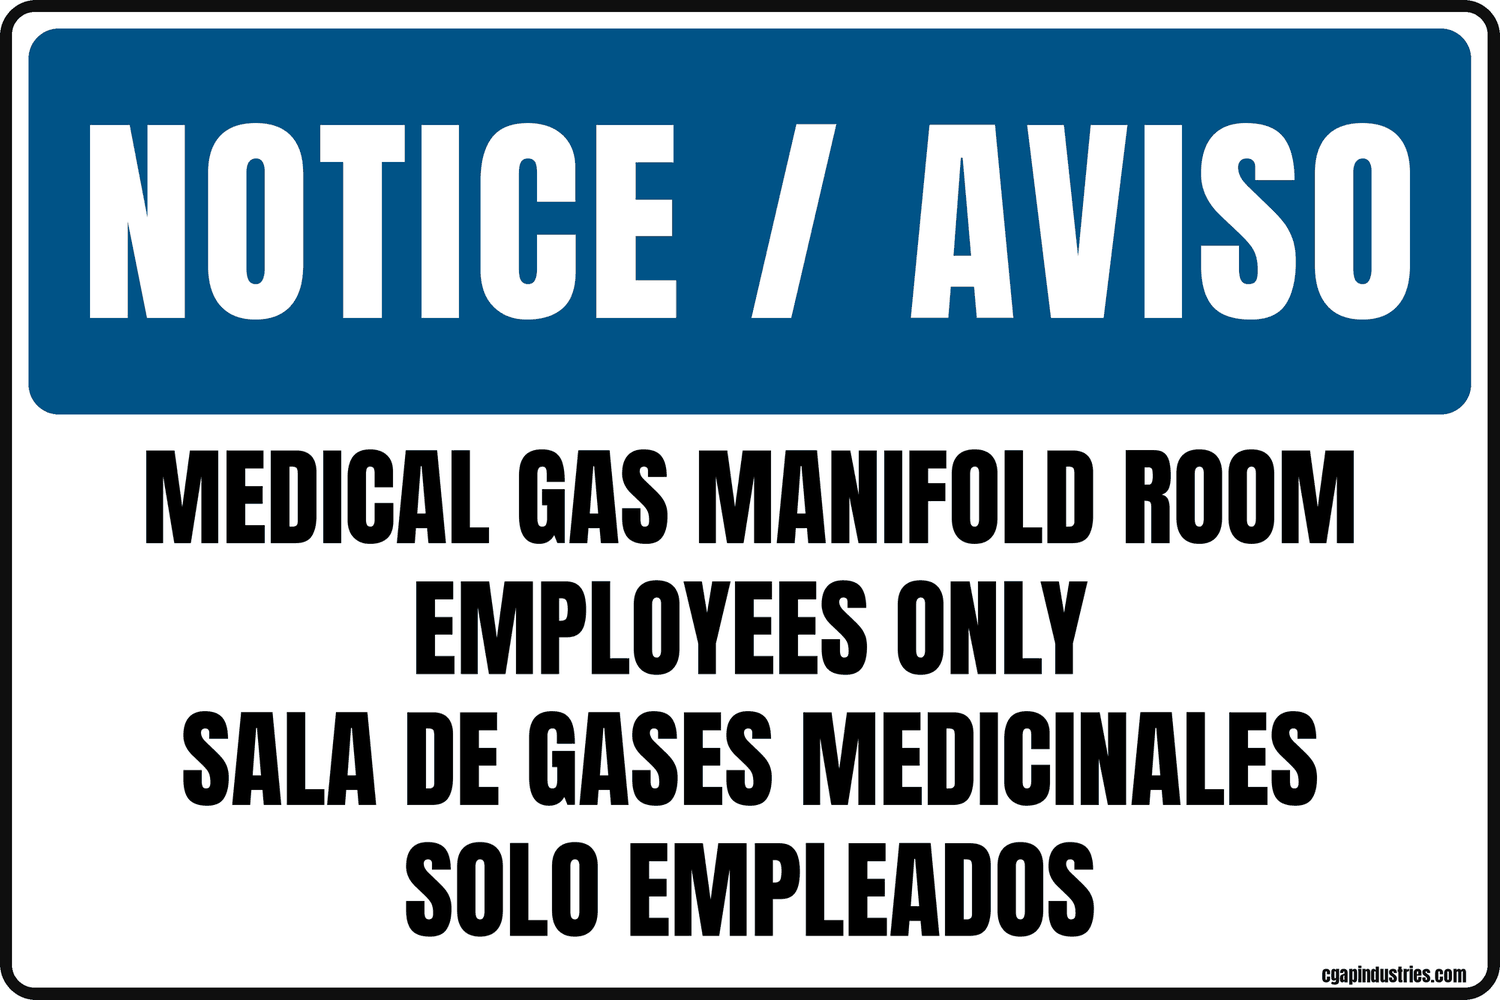 NOTICE / AVISO
MEDICAL GAS MANIFOLD ROOM
EMPLOYEES ONLY
SALA DE GASES MEDICINALES
SOLO EMPLEADOS
cgapindustries.com